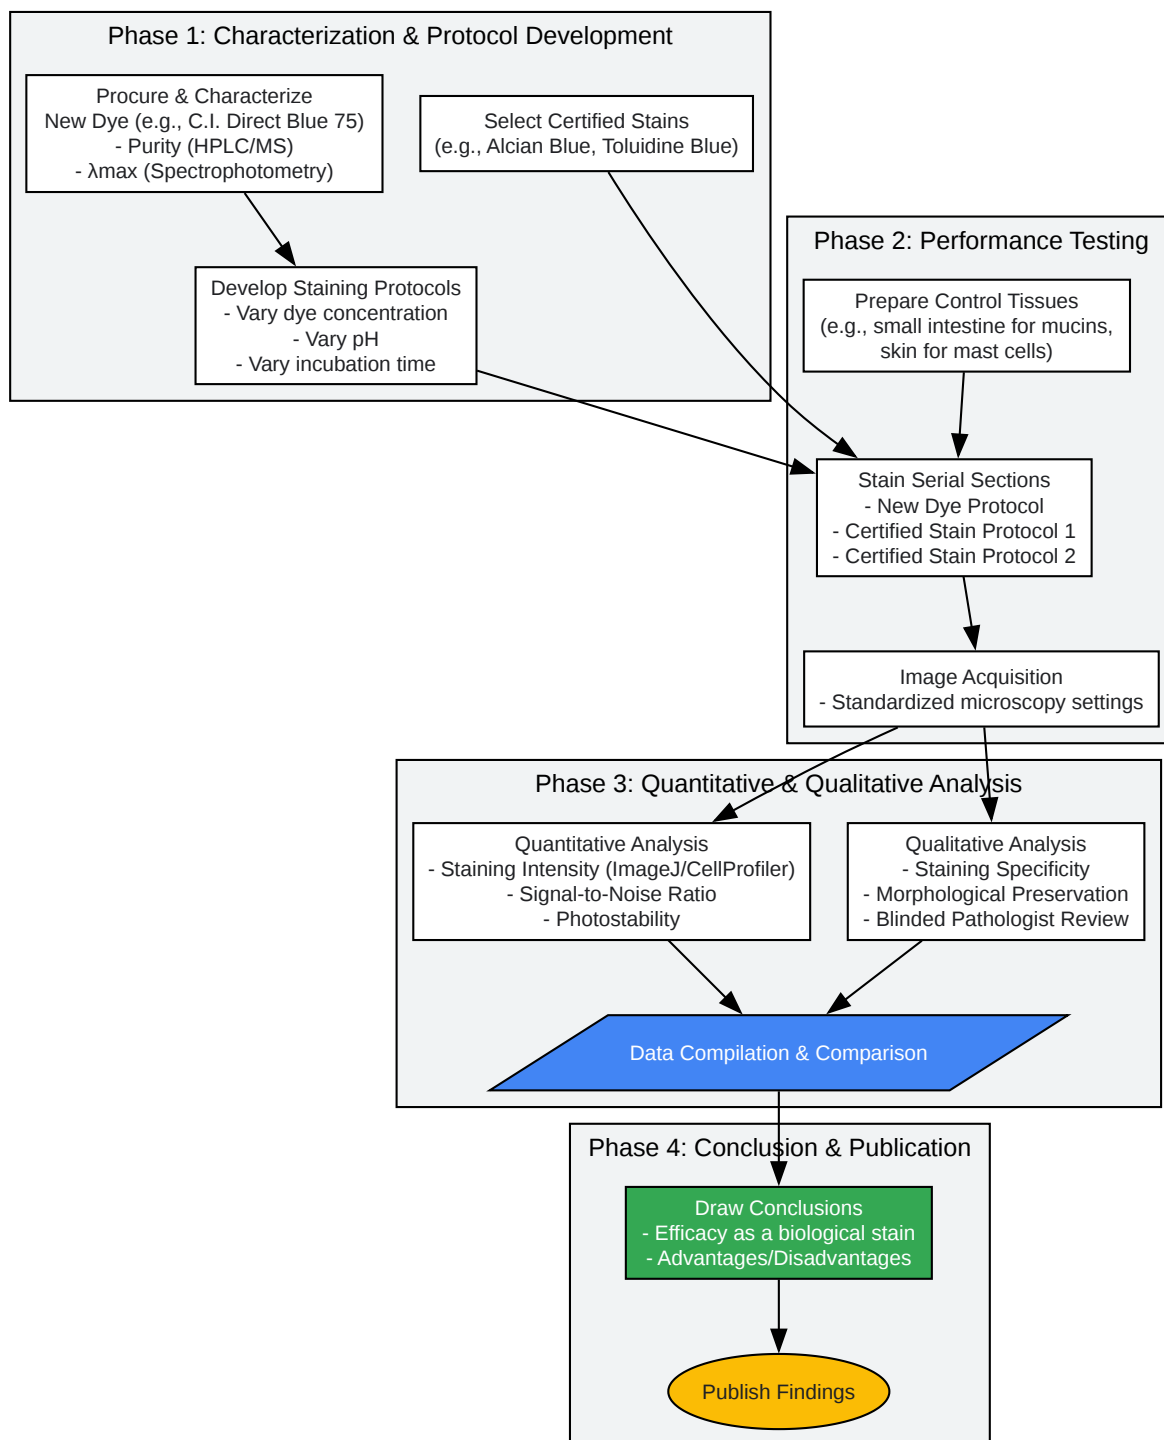 Phase 1: Characterization & Protocol Development
Procure & Characterize
New Dye (e.g., C.I. Direct Blue 75)
- Purity (HPLC/MS)
- λmax (Spectrophotometry)
Select Certified Stains
(e.g., Alcian Blue, Toluidine Blue)
Develop Staining Protocols
- Vary dye concentration
- Vary pH
- Vary incubation time
Phase 2: Performance Testing
Prepare Control Tissues
(e.g., small intestine for mucins,
skin for mast cells)
Stain Serial Sections
- New Dye Protocol
- Certified Stain Protocol 1
- Certified Stain Protocol 2
Image Acquisition
- Standardized microscopy settings
Phase 3: Quantitative & Qualitative Analysis
Quantitative Analysis
- Staining Intensity (ImageJ/CellProfiler)
- Signal-to-Noise Ratio
- Photostability
Qualitative Analysis
- Staining Specificity
- Morphological Preservation
- Blinded Pathologist Review
Data Compilation & Comparison
Phase 4: Conclusion & Publication
Draw Conclusions
- Efficacy as a biological stain
- Advantages/Disadvantages
Publish Findings